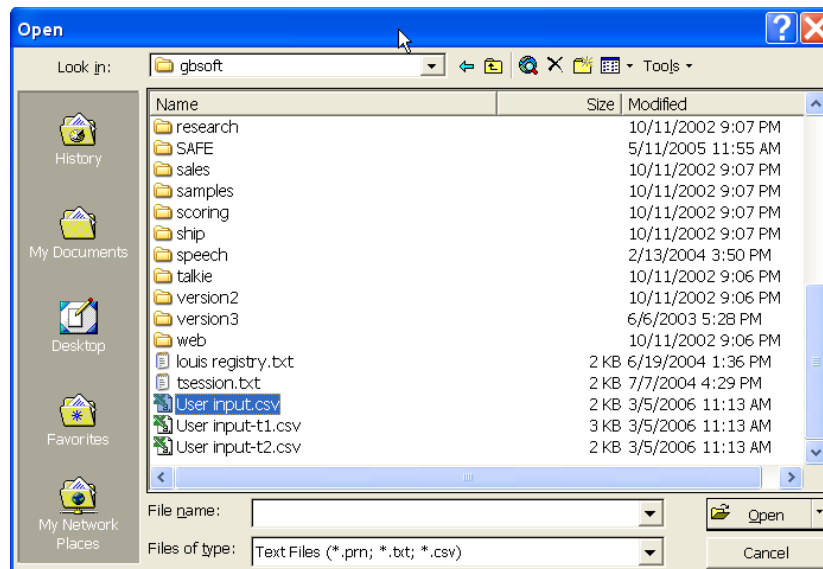 Open
Look in: gbsoft Tools
Name Size Modified
research 10/11/2002 9:07 PM
SAFE 5/11/2005 11:55 AM
sales 10/11/2002 9:07 PM
samples 10/11/2002 9:07 PM
scoring 10/11/2002 9:07 PM
ship 10/11/2002 9:07 PM
speech 2/13/2004 3:50 PM
talkie 10/11/2002 9:06 PM
version2 10/11/2002 9:06 PM
version3 6/6/2003 5:28 PM
web 10/11/2002 9:06 PM
louis registry.txt 2 KB 6/19/2004 1:36 PM
tsession.txt 2 KB 7/7/2004 4:29 PM
User input.csv 2 KB 3/5/2006 11:13 AM
User input-t1.csv 3 KB 3/5/2006 11:13 AM
User input-t2.csv 2 KB 3/5/2006 11:13 AM
History
My Documents
Desktop
Favorites
My Network
Places
File name: Open
Files of type: Text Files (*.prn; *.txt; *.csv) Cancel